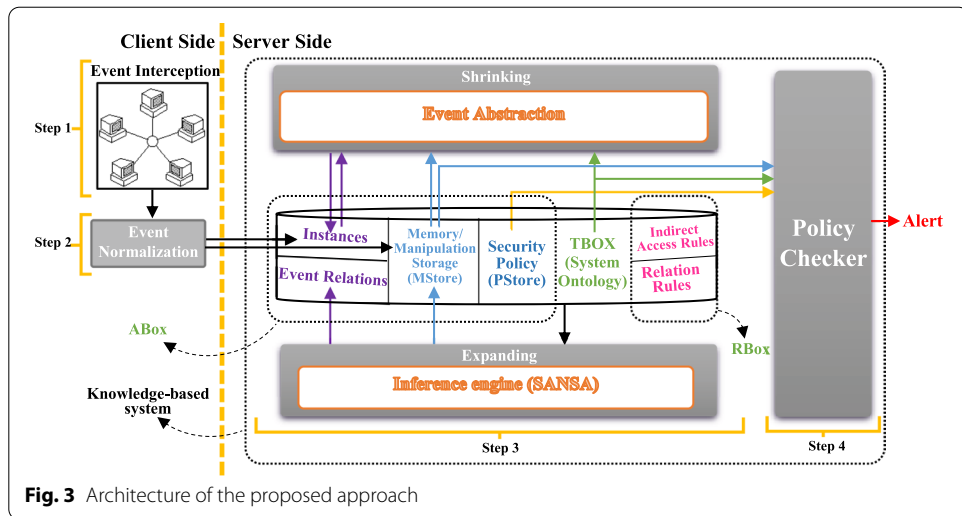 Client Side
Server Side
Event Interception
Step 1
Step 2
Event
Normalization
Shrinking
Event Abstraction
Instances
Event Relations
Memory/
Manipulation
Storage
(MStore)
Security
Policy
(PStore)
TBOX
(System
Ontology)
Indirect
Access Rules
Relation
Rules
Policy
Checker
Alert
ABox
RBox
Expanding
Inference engine (SANSA)
Knowledge-based
system
Step 3
Step 4
Fig. 3 Architecture of the proposed approach